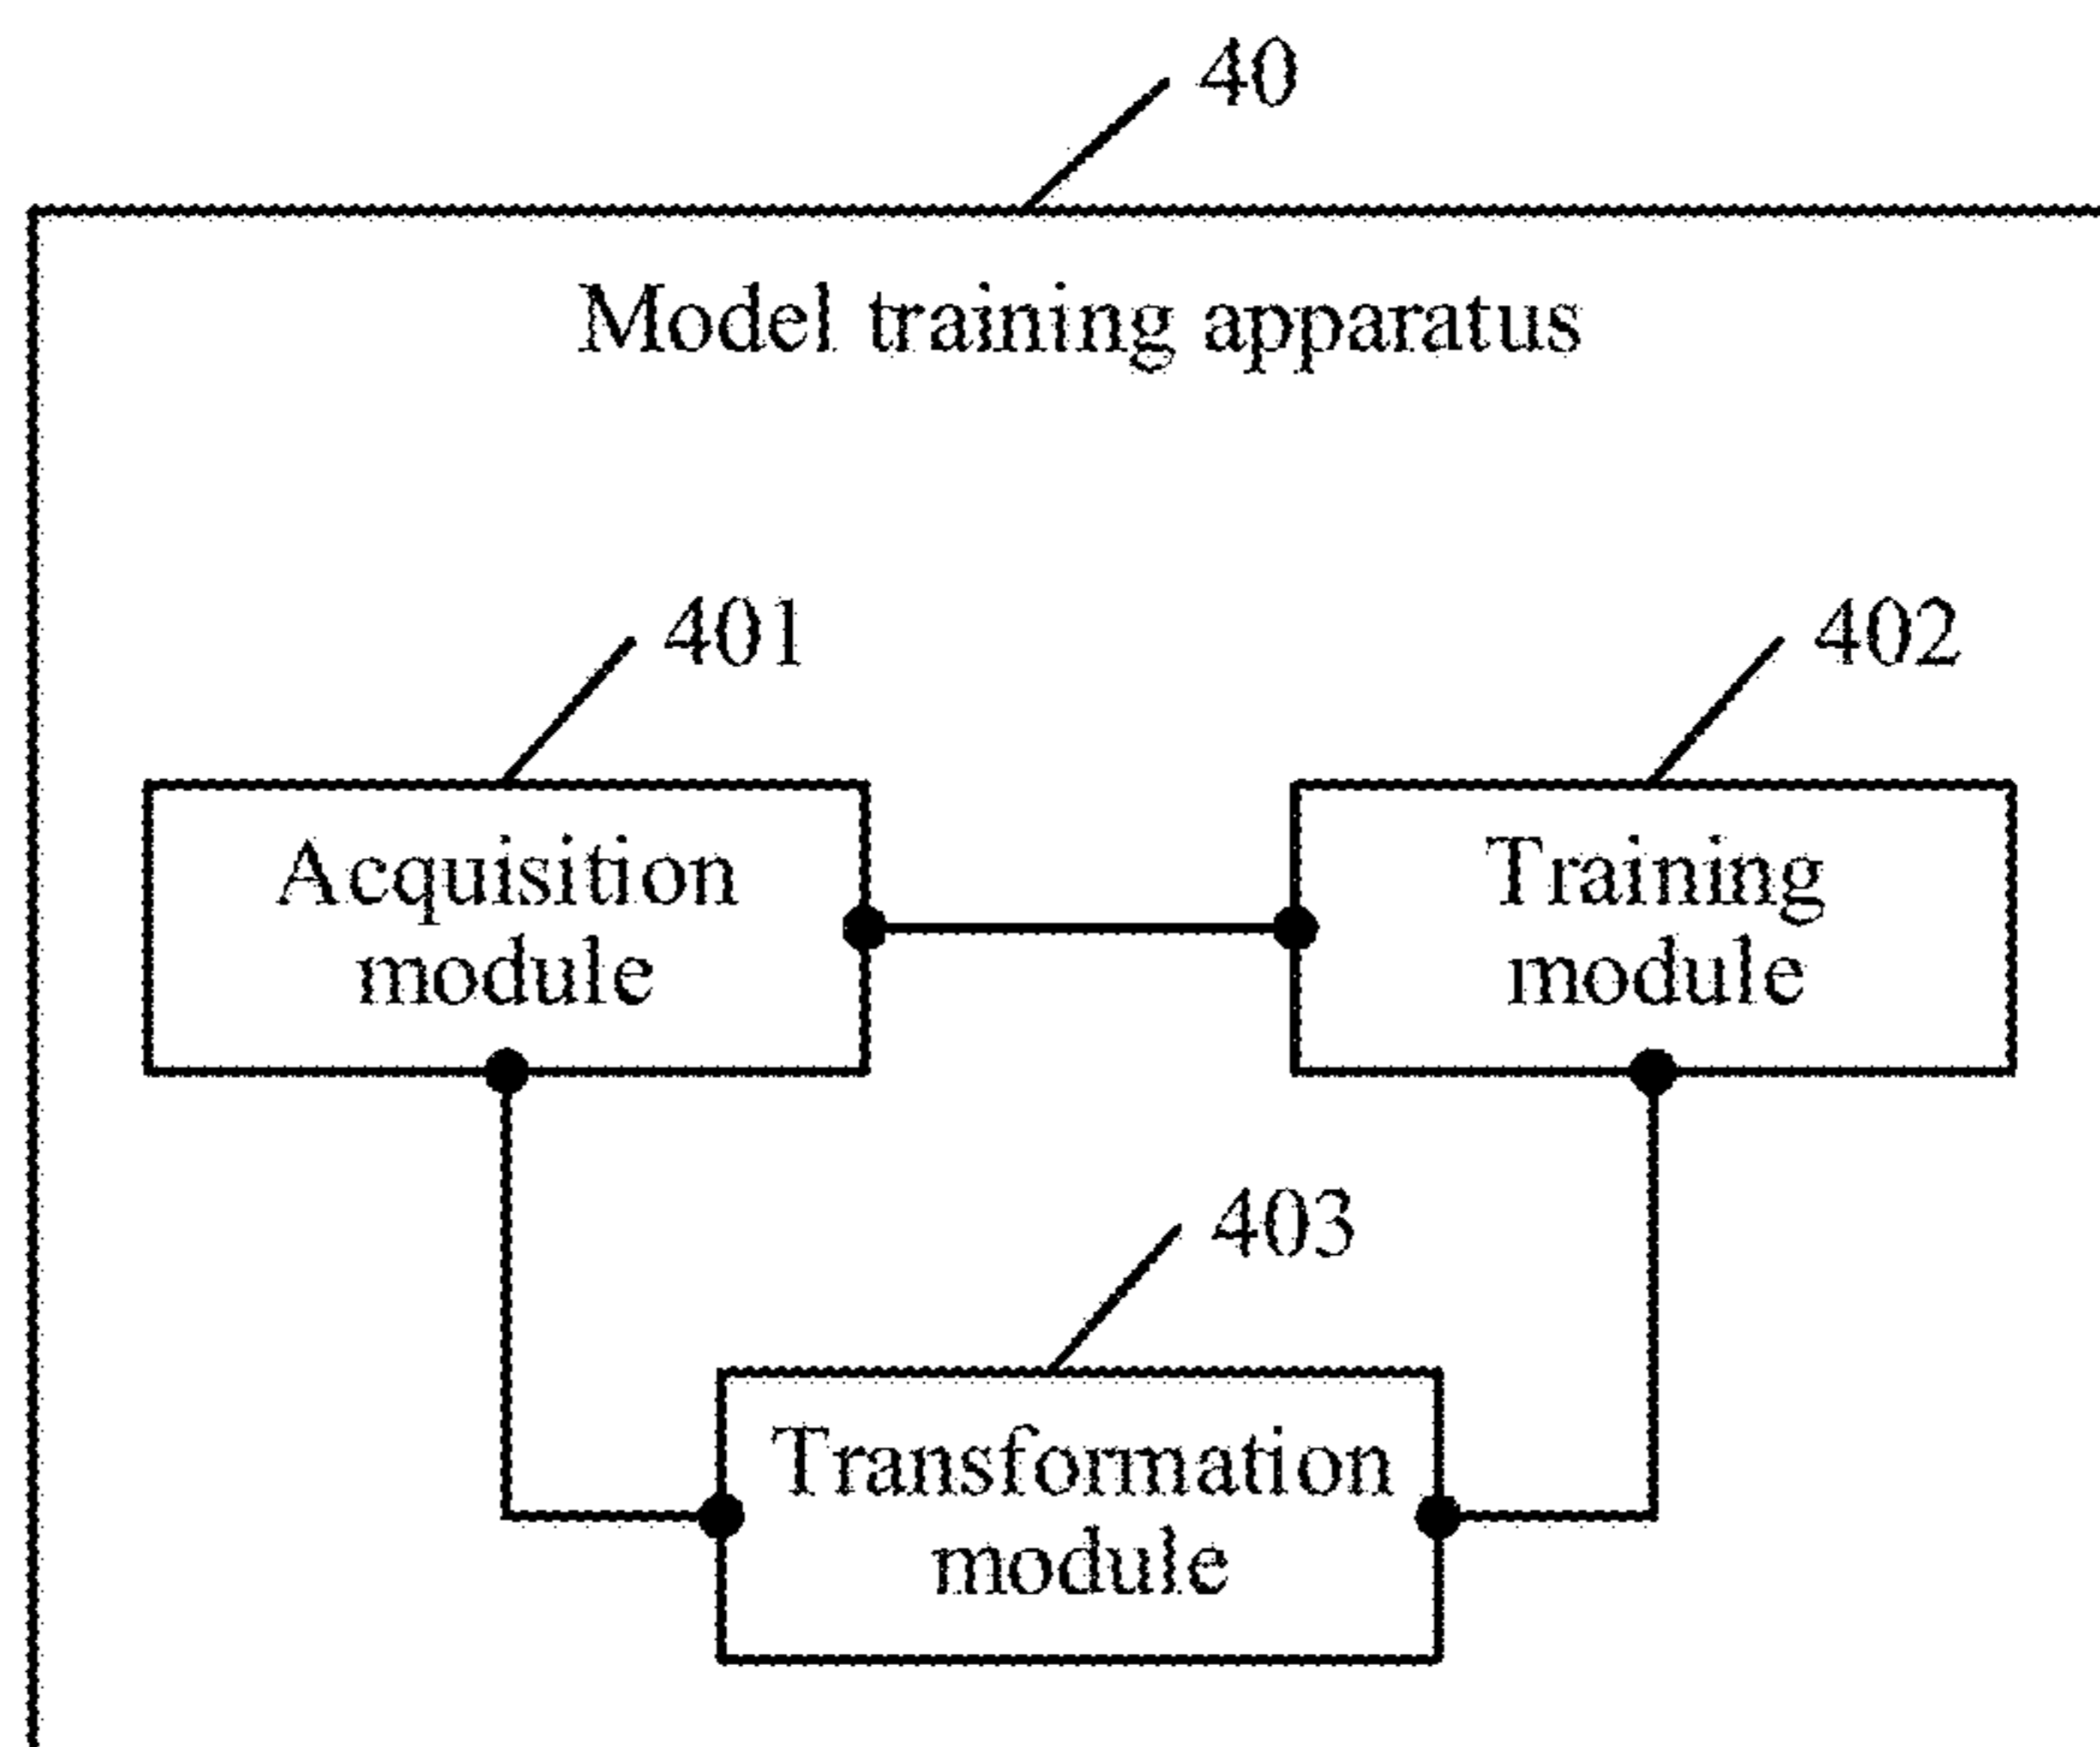 40
Model training apparatus
401
402
Acquisition
module
Training
module
403
Transformation
module